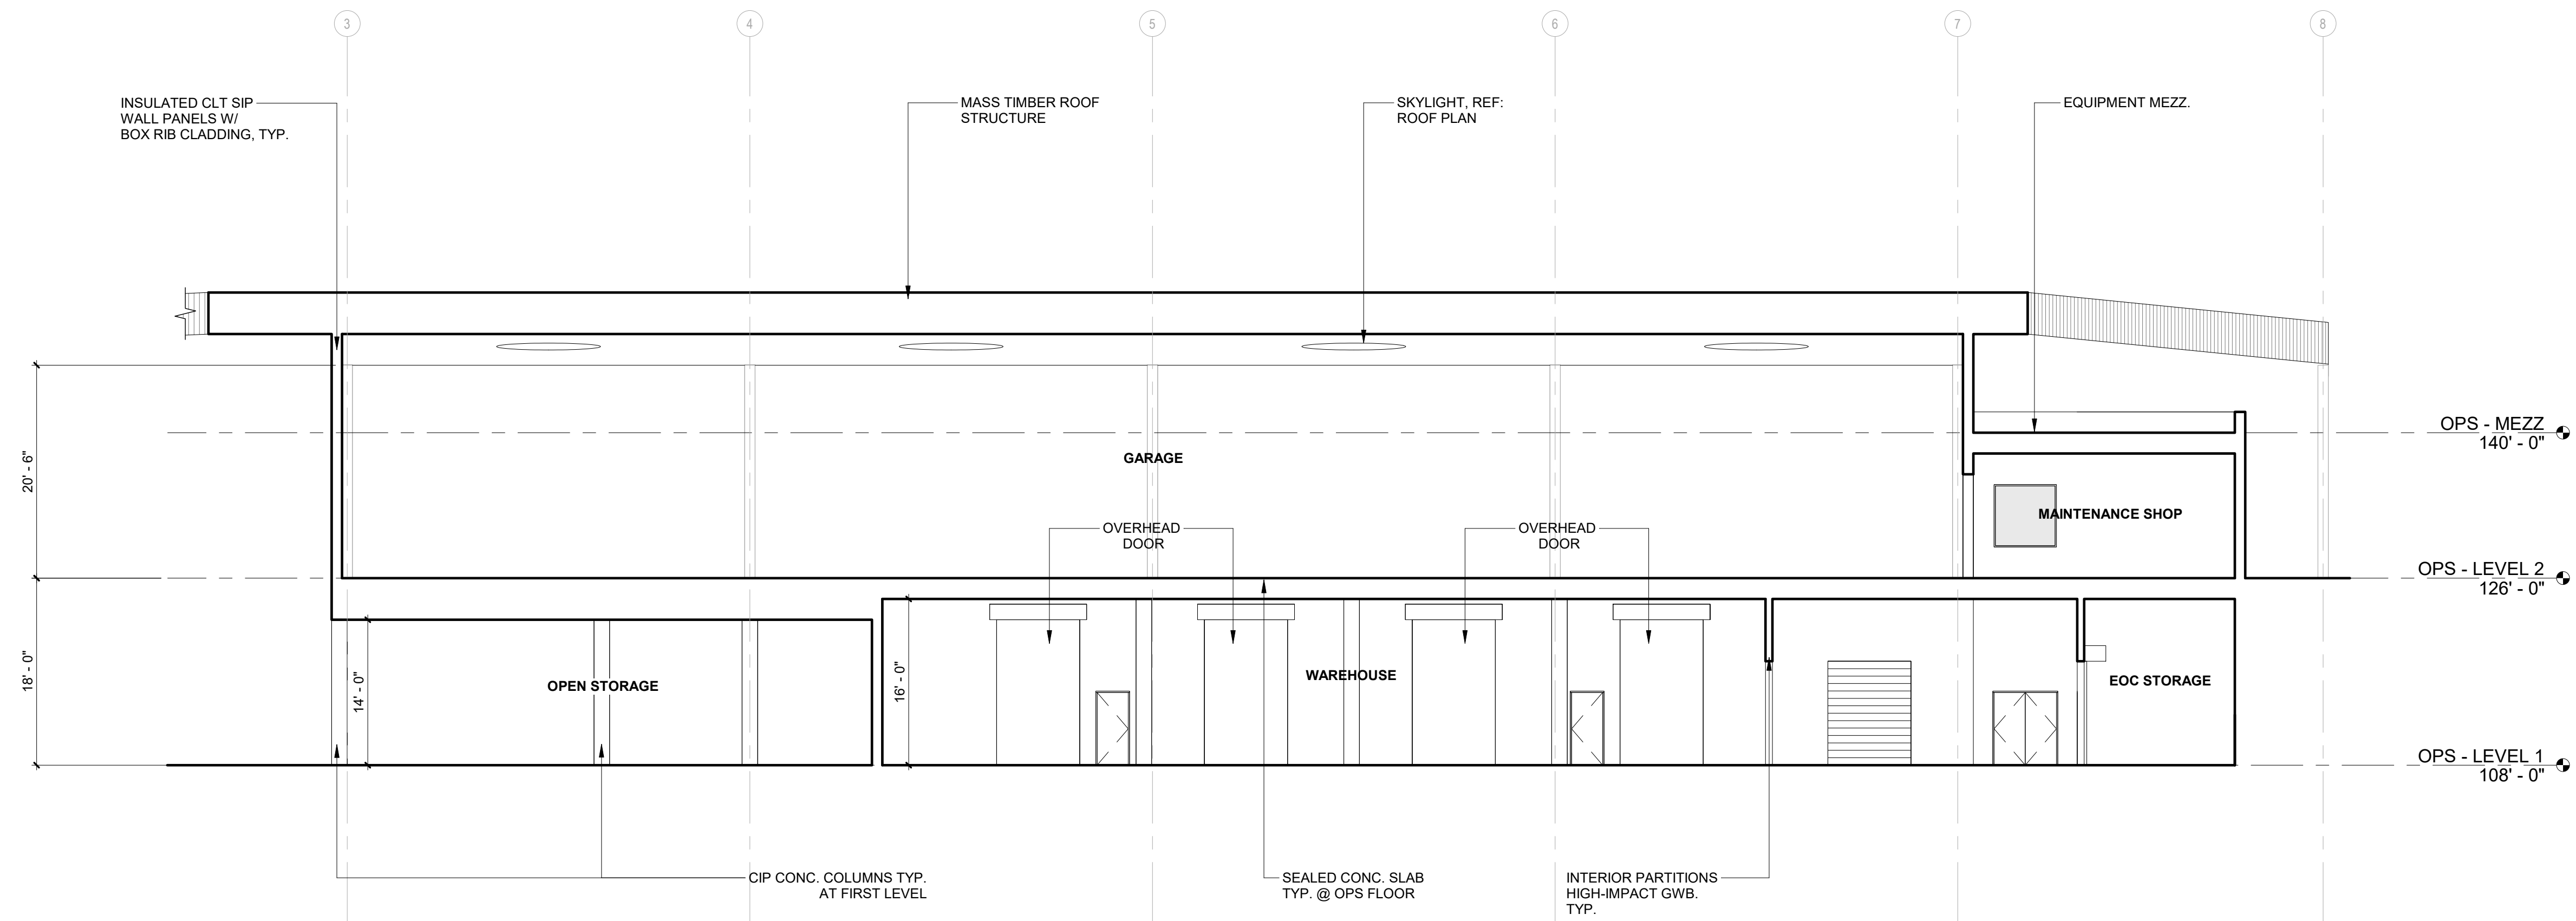 3
4
5
6
7
8
INSULATED CLT SIP
WALL PANELS W/
BOX RIB CLADDING, TYP.
MASS TIMBER ROOF
STRUCTURE
SKYLIGHT, REF:
ROOF PLAN
EQUIPMENT MEZZ.
OPS - MEZZ
140' - 0"
20' - 6"
GARAGE
MAINTENANCE SHOP
OVERHEAD
DOOR
OVERHEAD
DOOR
OPS - LEVEL 2
126' - 0"
18' - 0"
14' - 0"
OPEN STORAGE
16' - 0"
WAREHOUSE
EOC STORAGE
OPS - LEVEL 1
108' - 0"
CIP CONC. COLUMNS TYP.
AT FIRST LEVEL
SEALED CONC. SLAB
TYP. @ OPS FLOOR
INTERIOR PARTITIONS
HIGH-IMPACT GWB.
TYP.